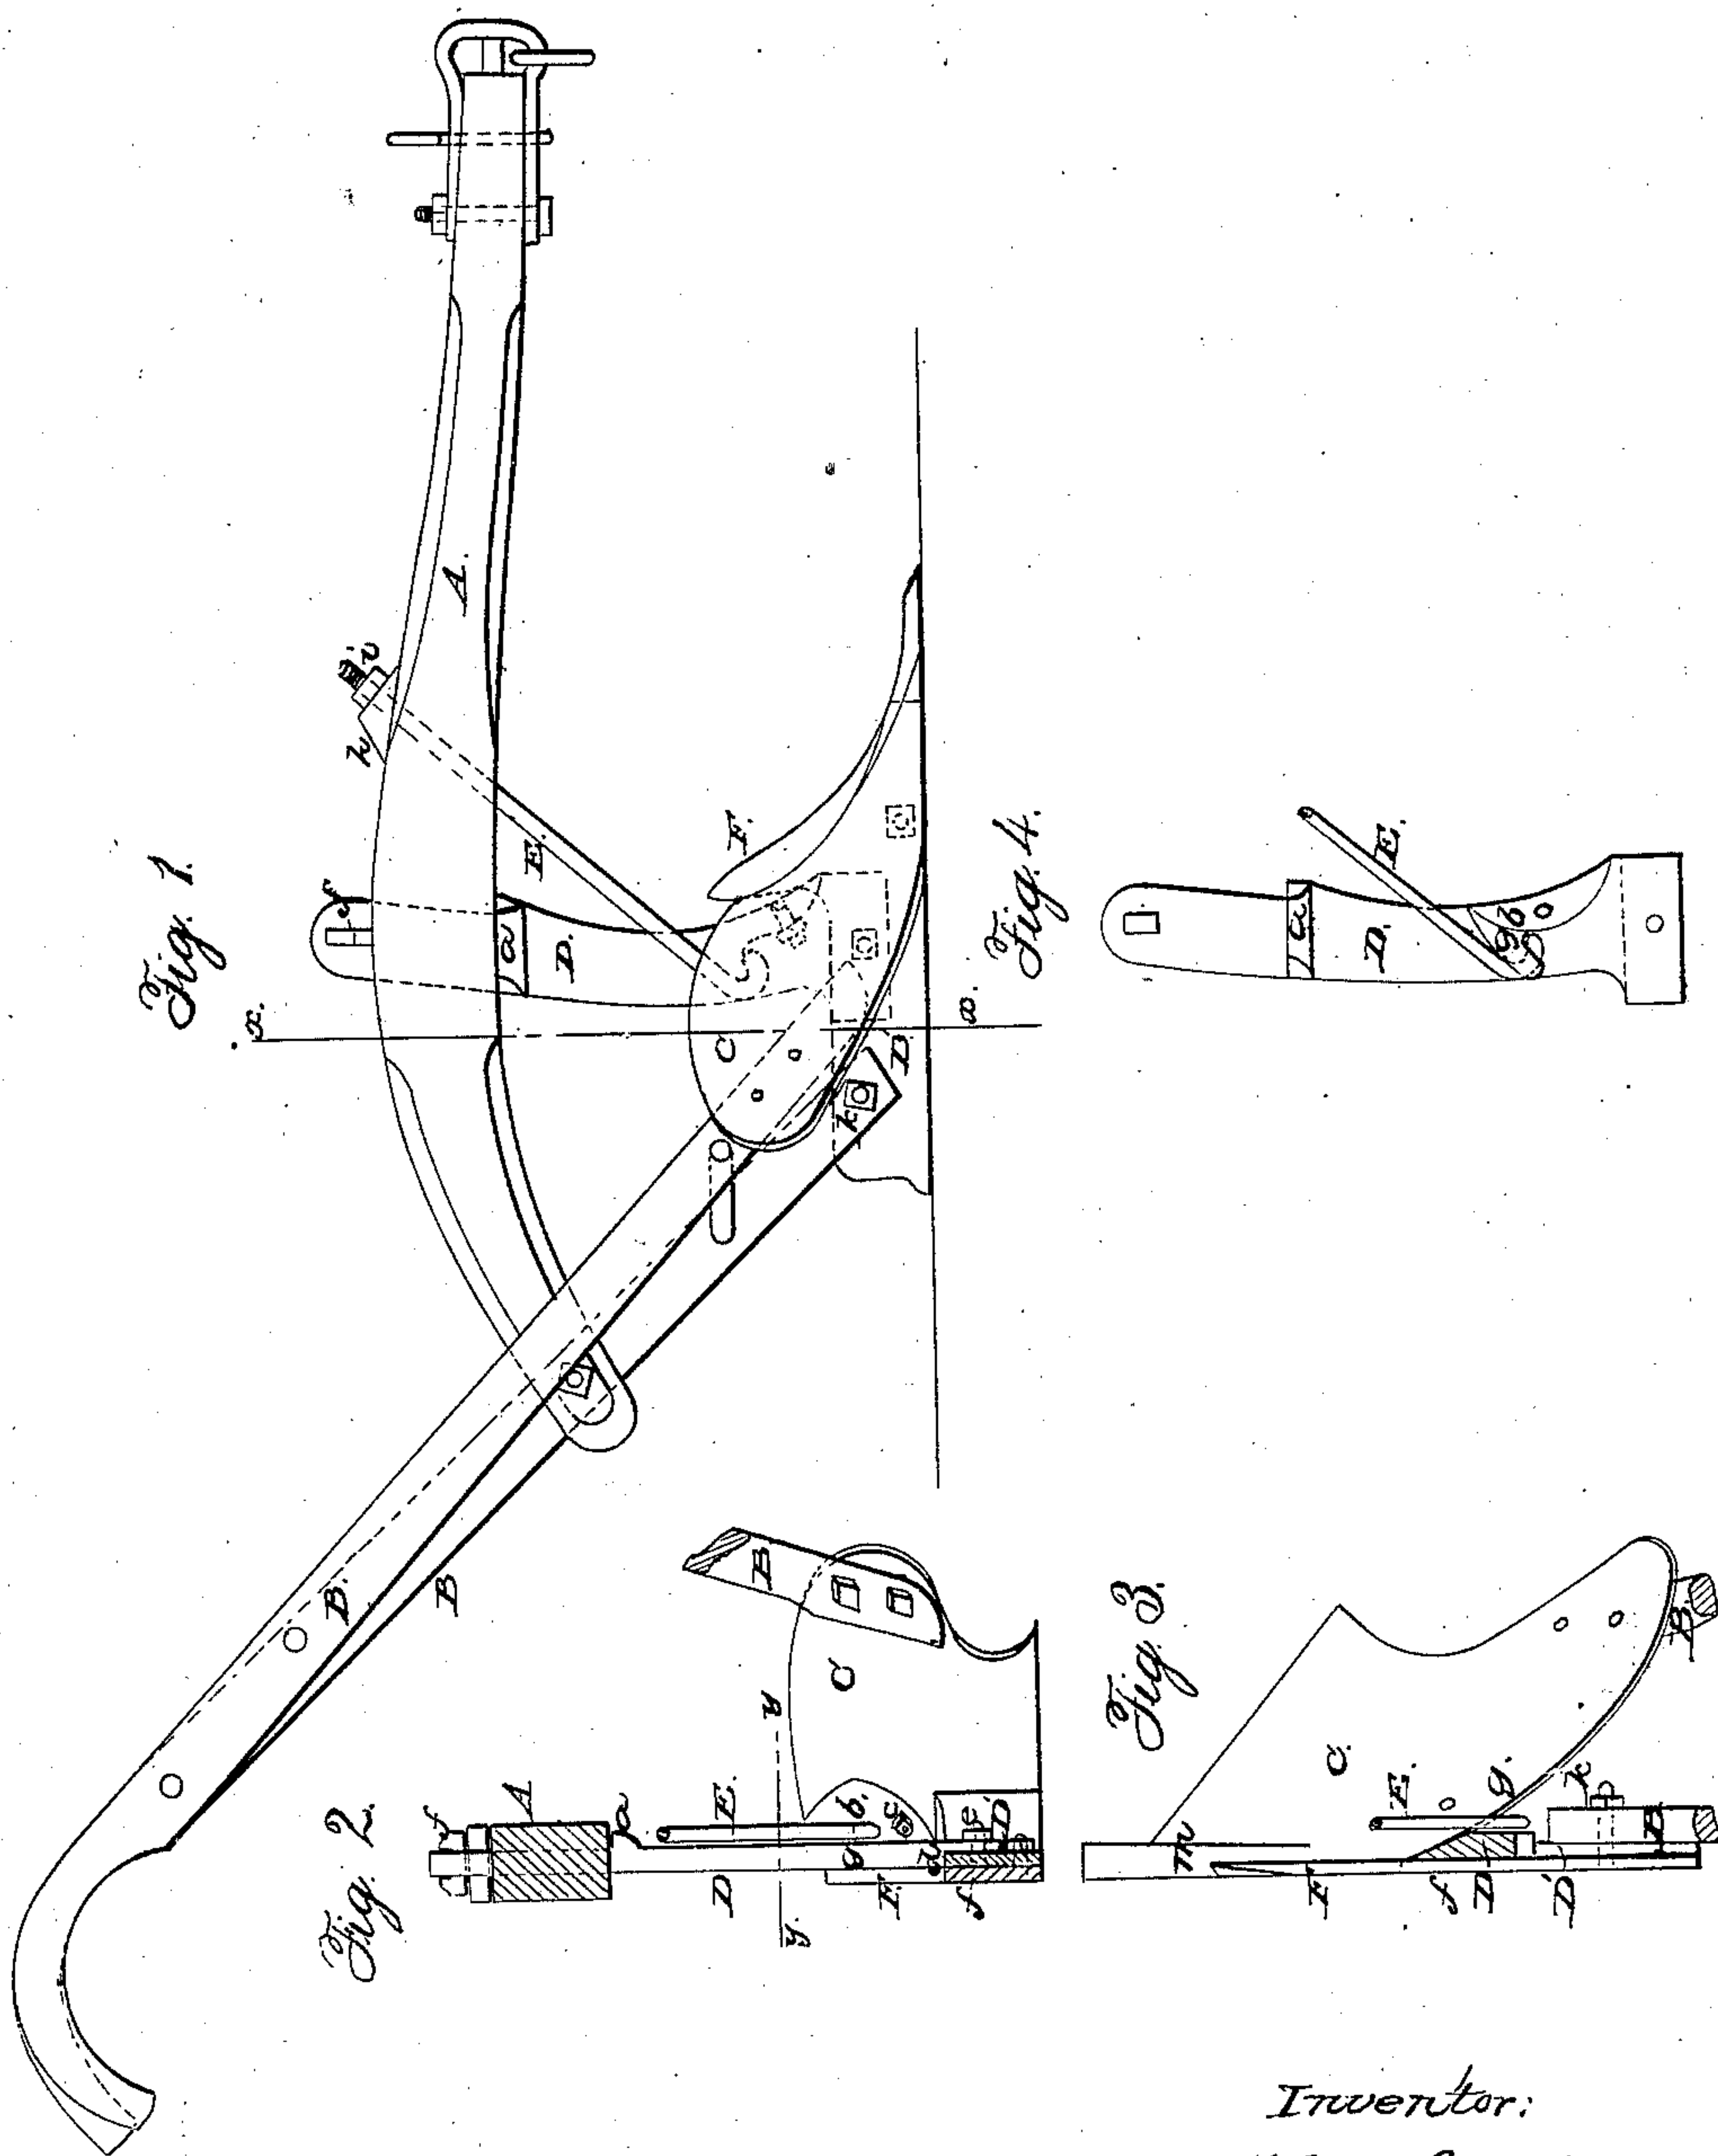 Fig. 1.
x.
f
h
i
A.
a
D.
E.
F.
C
k
D
x.
B.
B
Fig. 2.
f
A
a
D
E.
y.
y
g
b.
C
B
c
d
e
F.
f
D'
Fig. 3.
C.
E.
m
g.
k
F
f
D
D'
B
B.
Fig. 4.
a
D.
E.
g
b
Inventor: